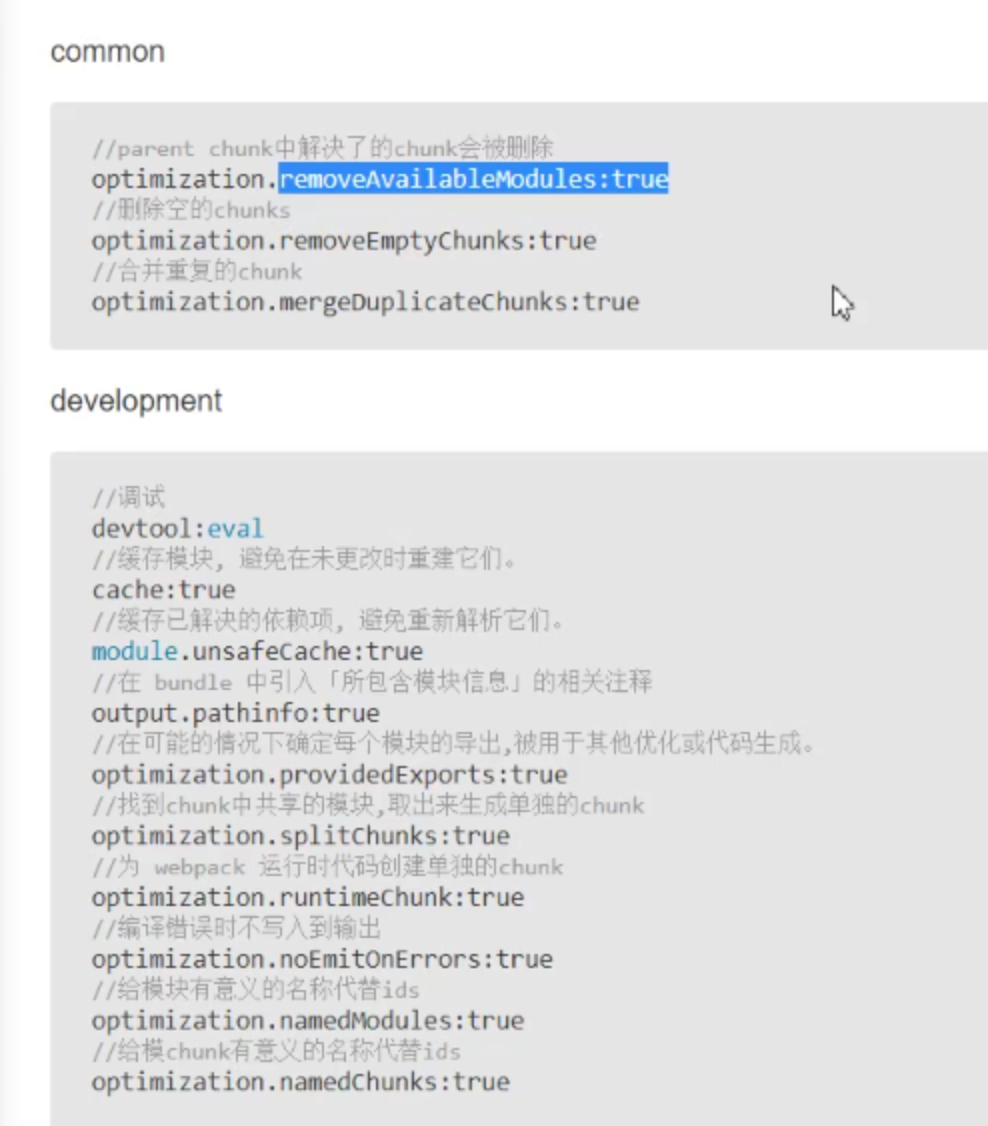 common
//parent chunk中解决了的chunk会被删除
optimization.removeAvailableModules:true
//删除空的chunks
optimization.removeEmptyChunks:true
//合并重复的chunk
optimization.mergeDuplicateChunks:true
development
//调试
devtool:eval
//缓存模块, 避免在未更改时重建它们。
cache:true
//缓存已解决的依赖项, 避免重新解析它们。
module.unsafeCache:true
//在 bundle 中引入「所包含模块信息」的相关注释
output.pathinfo:true
//在可能的情况下确定每个模块的导出,被用于其他优化或代码生成。
optimization.providedExports:true
//找到chunk中共享的模块,取出来生成单独的chunk
optimization.splitChunks:true
//为 webpack 运行时代码创建单独的chunk
optimization.runtimeChunk:true
//编译错误时不写入到输出
optimization.noEmitOnErrors:true
//给模块有意义的名称代替ids
optimization.namedModules:true
//给模chunk有意义的名称代替ids
optimization.namedChunks:true